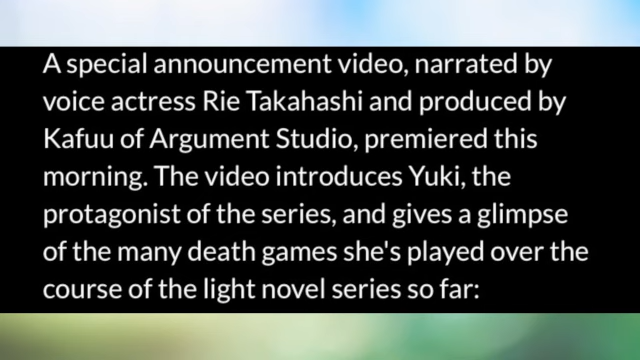 A special announcement video, narrated by
voice actress Rie Takahashi and produced by
Kafuu of Argument Studio, premiered this
morning. The video introduces Yuki, the
protagonist of the series, and gives a glimpse
of the many death games she's played over the
course of the light novel series so far: